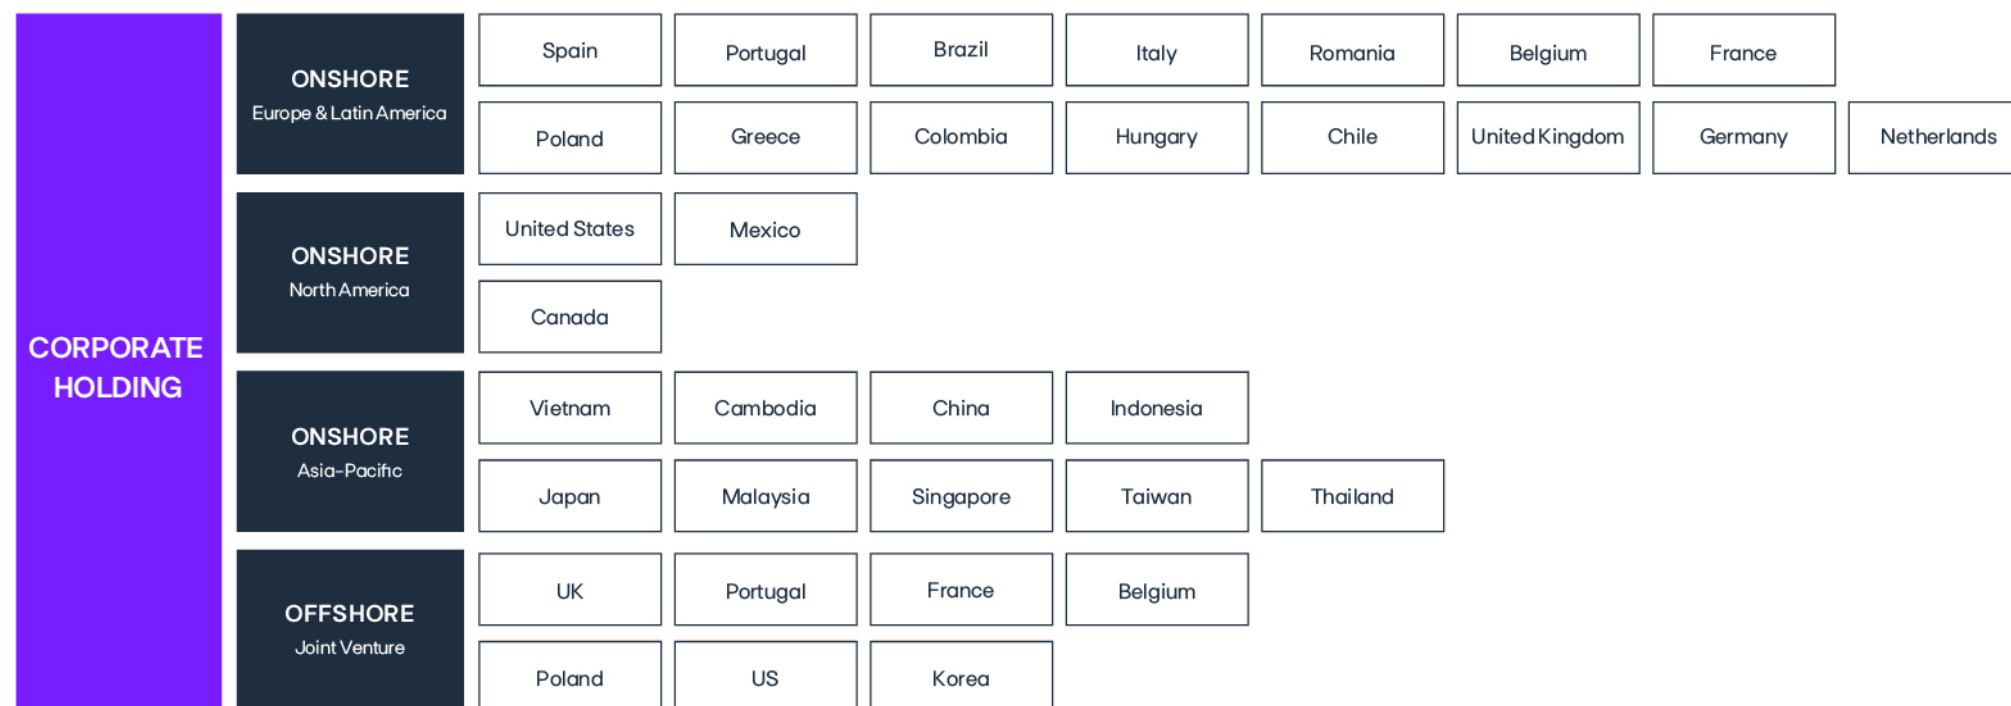 CORPORATE
HOLDING
ONSHORE
Europe & Latin America
Spain
Portugal
Brazil
Italy
Romania
Belgium
France
Poland
Greece
Colombia
Hungary
Chile
United Kingdom
Germany
Netherlands
ONSHORE
North America
United States
Mexico
Canada
ONSHORE
Asia-Pacific
Vietnam
Cambodia
China
Indonesia
Japan
Malaysia
Singapore
Taiwan
Thailand
OFFSHORE
Joint Venture
UK
Portugal
France
Belgium
Poland
US
Korea